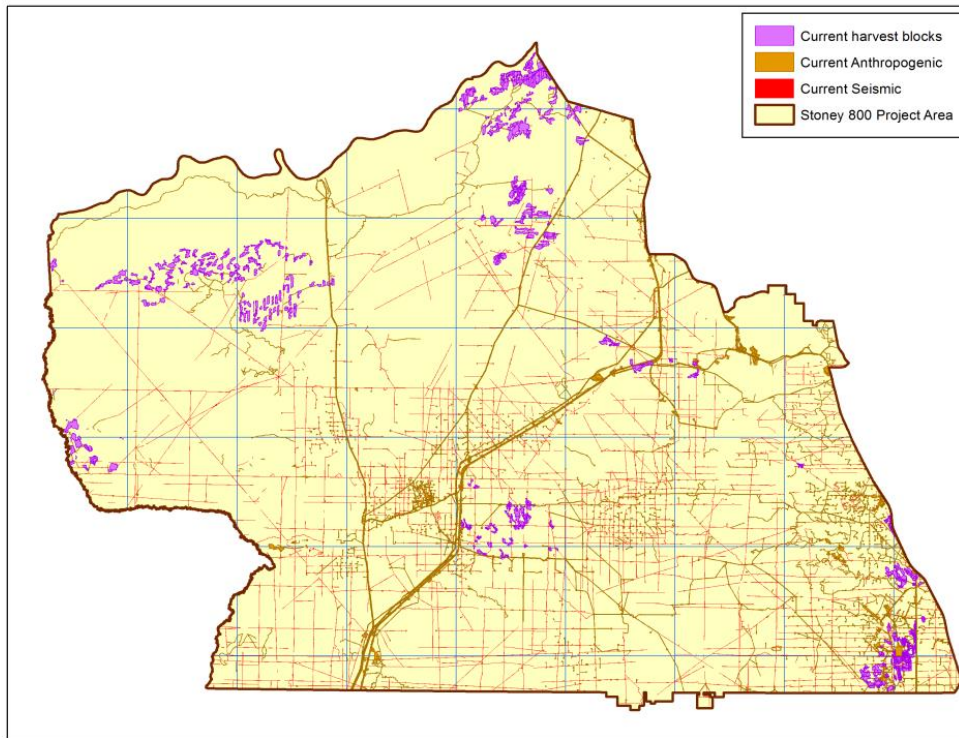 Current harvest blocks
Current Anthropogenic
Current Seismic
Stoney 800 Project Area